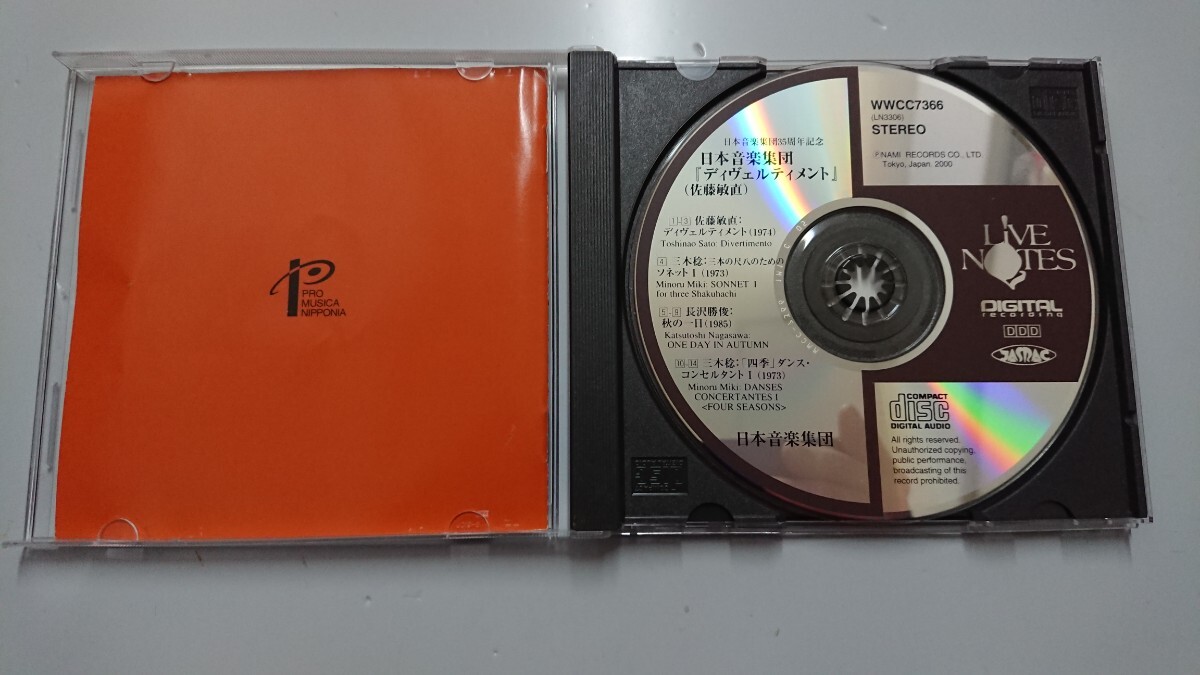 PRO
MUSICA
NIPPONIA
日本音楽集団35周年記念
日本音楽集団
『ディヴェルティメント』
(佐藤敏直)
1-3 佐藤敏直:
ディヴェルティメント(1974)
Toshinao Sato: Divertimento
4 三木稔:三本の尺八のための
ソネットⅠ(1973)
Minoru Miki: SONNET Ⅰ
for three Shakuhachi
5-9 長沢勝俊:
秋の一日(1985)
Katsutoshi Nagasawa:
ONE DAY IN AUTUMN
10-14 三木稔:「四季」ダンス・
コンセルタントⅠ(1973)
Minoru Miki: DANSES
CONCERTANTES Ⅰ
<FOUR SEASONS>
日本音楽集団
WWCC7366
(LN3306)
STEREO
℗NAMI RECORDS CO., LTD.
Tokyo, Japan. 2000
LIVE
NOTES
DIGITAL
recording
DDD
JASRAC
COMPACT
disc
DIGITAL AUDIO
All rights reserved.
Unauthorized copying,
public performance,
broadcasting of this
record prohibited.